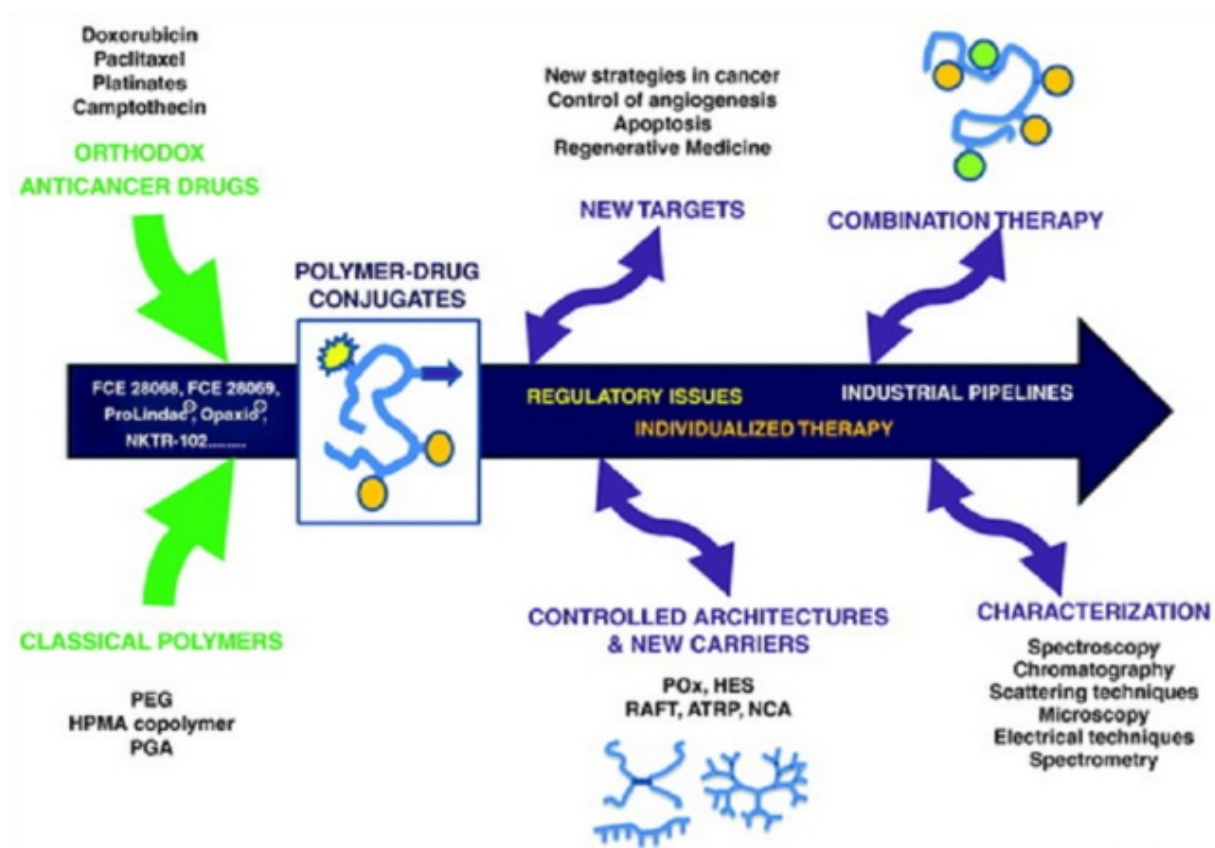 Doxorubicin
Paclitaxel
Platinates
Camptothecin
ORTHODOX
ANTICANCER DRUGS
New strategies in cancer
Control of angiogenesis
Apoptosis
Regenerative Medicine
NEW TARGETS
COMBINATION THERAPY
POLYMER-DRUG
CONJUGATES
FCE 28068, FCE 28069,
ProLindac®, Opaxio®,
NKTR-102........
REGULATORY ISSUES
INDUSTRIAL PIPELINES
INDIVIDUALIZED THERAPY
CLASSICAL POLYMERS
PEG
HPMA copolymer
PGA
CONTROLLED ARCHITECTURES
& NEW CARRIERS
POx, HES
RAFT, ATRP, NCA
CHARACTERIZATION
Spectroscopy
Chromatography
Scattering techniques
Microscopy
Electrical techniques
Spectrometry